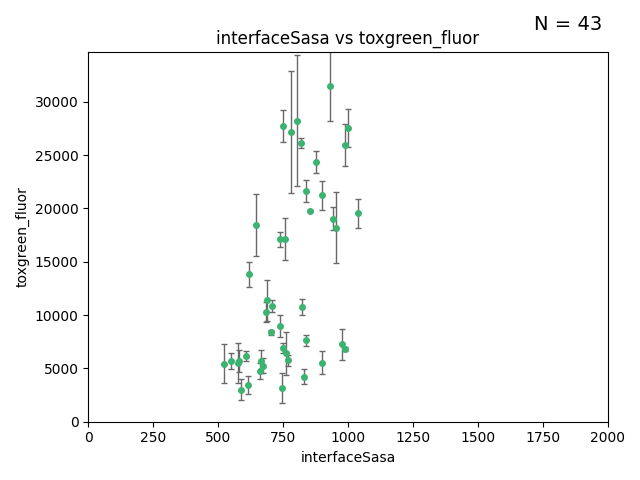 N = 43
interfaceSasa vs toxgreen_fluor
toxgreen_fluor
30000
25000
20000
15000
10000
5000
0
0 250 500 750 1000 1250 1500 1750 2000
interfaceSasa